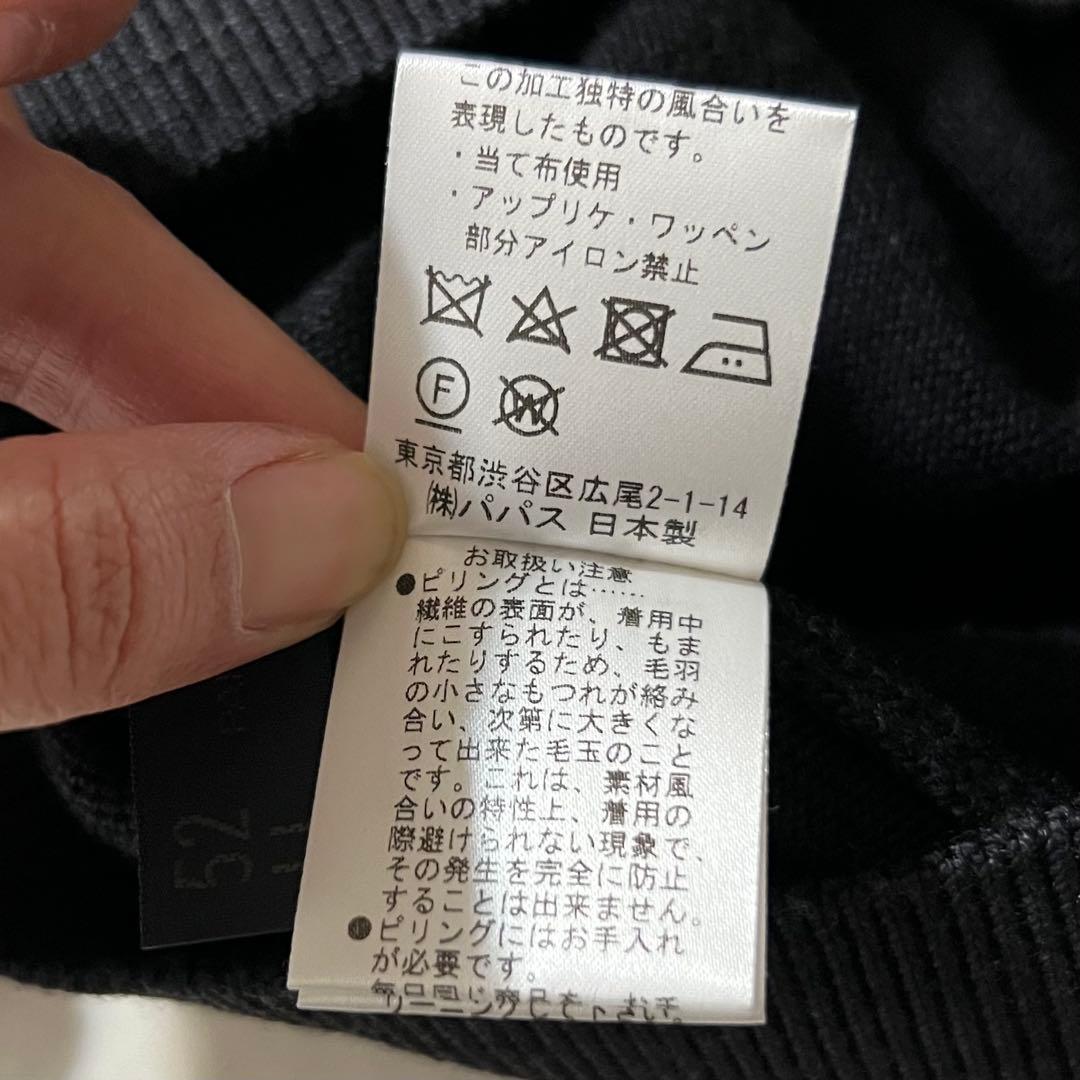 この加工独特の風合いを
表現したものです。
・当て布使用
・アップリケ・ワッペン
部分アイロン禁止
F
W
東京都渋谷区広尾2-1-14
㈱パパス 日本製
お取扱い注意
●ピリングとは……
繊維の表面が、着用中
にこすられたり、もま
れたりするため、毛羽
の小さなもつれが絡み
合い、次第に大きくな
って出来た毛玉のこと
です。これは、素材風
合いの特性上、着用の
際避けられない現象で、
その発生を完全に防止
することは出来ません。
●ピリングにはお手入れ
が必要です。
52